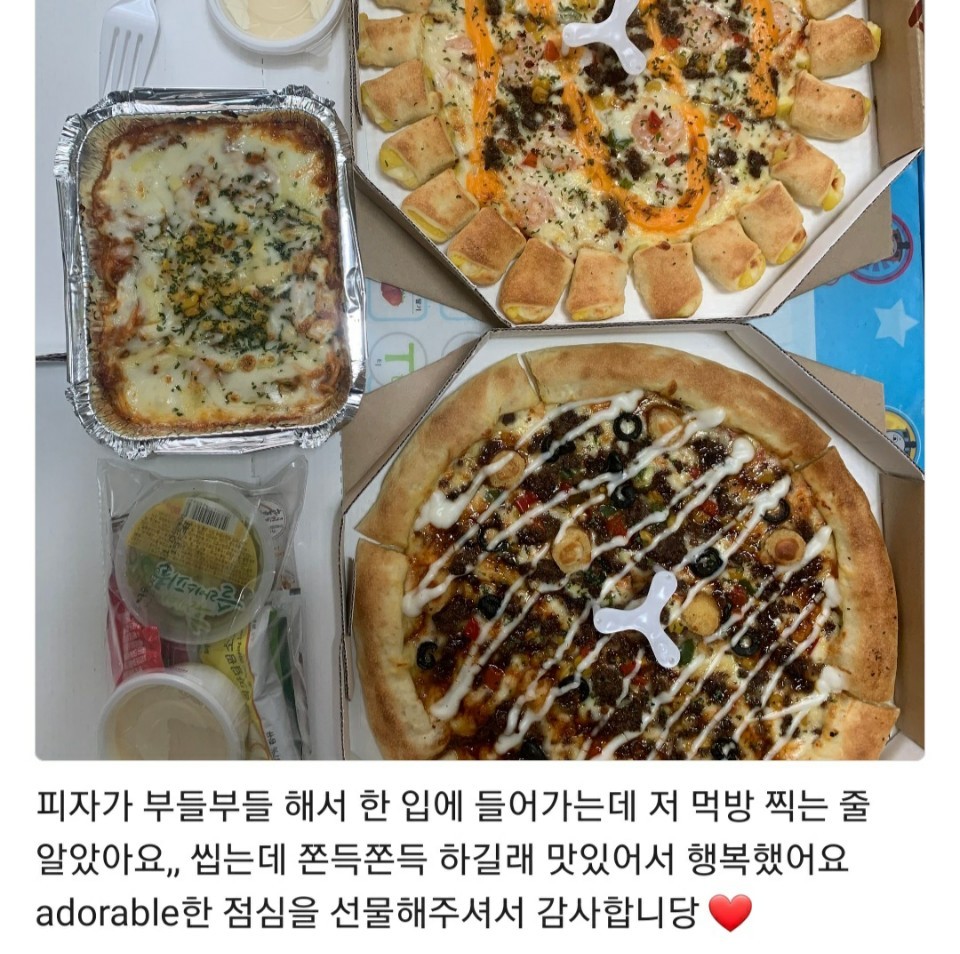 피자가 부들부들 해서 한 입에 들어가는데 저 먹방 찍는 줄
알았아요,, 씹는데 쫀득쫀득 하길래 맛있어서 행복했어요
adorable한 점심을 선물해주셔서 감사합니당 ❤️